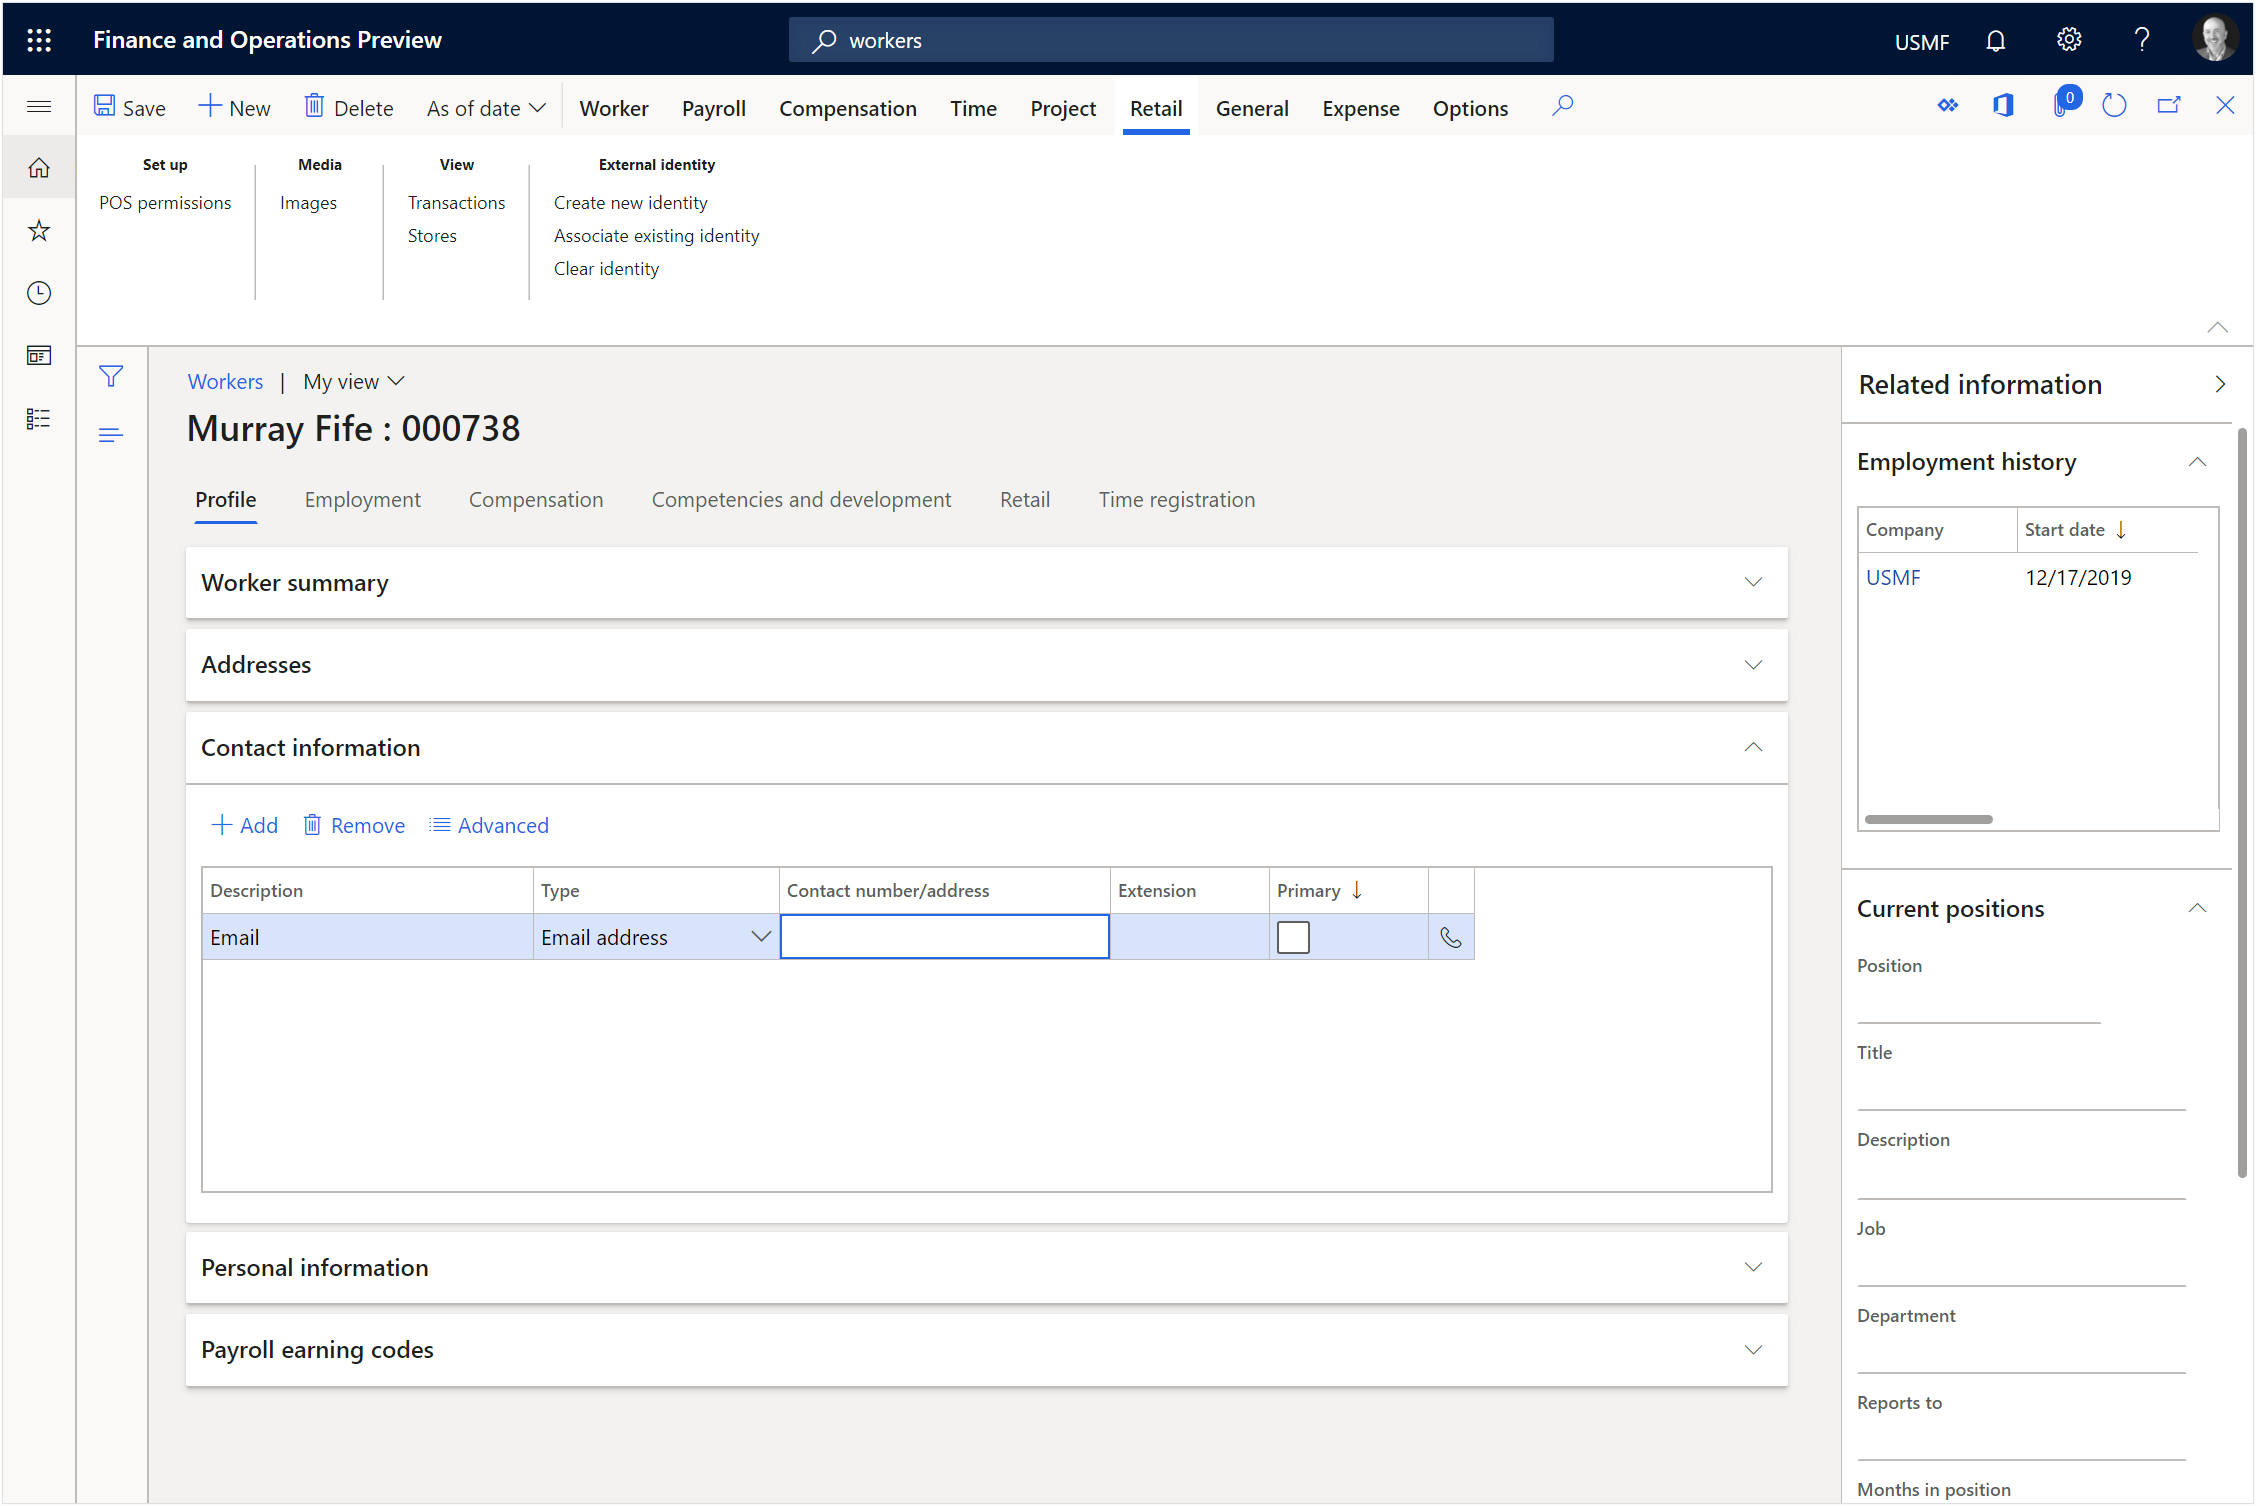 Finance and Operations Preview
workers
USMF
Save
New
Delete
As of date
Worker
Payroll
Compensation
Time
Project
Retail
General
Expense
Options
0
Set up
POS permissions
Media
Images
View
Transactions
Stores
External identity
Create new identity
Associate existing identity
Clear identity
Workers | My view
Murray Fife : 000738
Profile
Employment
Compensation
Competencies and development
Retail
Time registration
Worker summary
Addresses
Contact information
Add
Remove
Advanced
Description
Type
Contact number/address
Extension
Primary
Email
Email address
Personal information
Payroll earning codes
Related information
Employment history
Company
Start date
USMF
12/17/2019
Current positions
Position
Title
Description
Job
Department
Reports to
Months in position